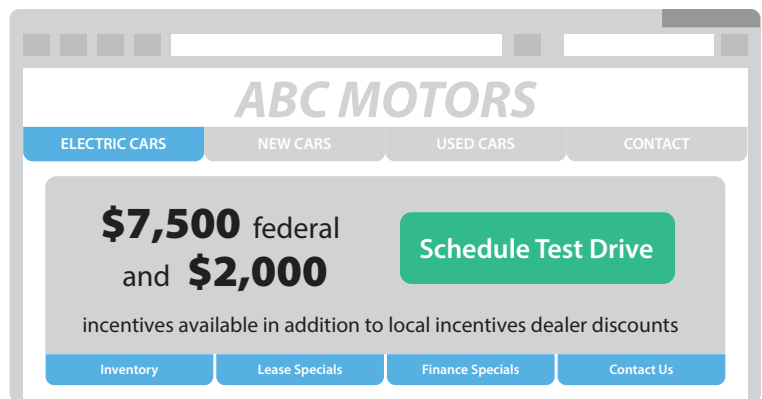 ABC MOTORS
ELECTRIC CARS NEW CARS USED CARS CONTACT
$7,500 federal
and $2,000
Schedule Test Drive
incentives available in addition to local incentives dealer discounts
Inventory Lease Specials Finance Specials Contact Us